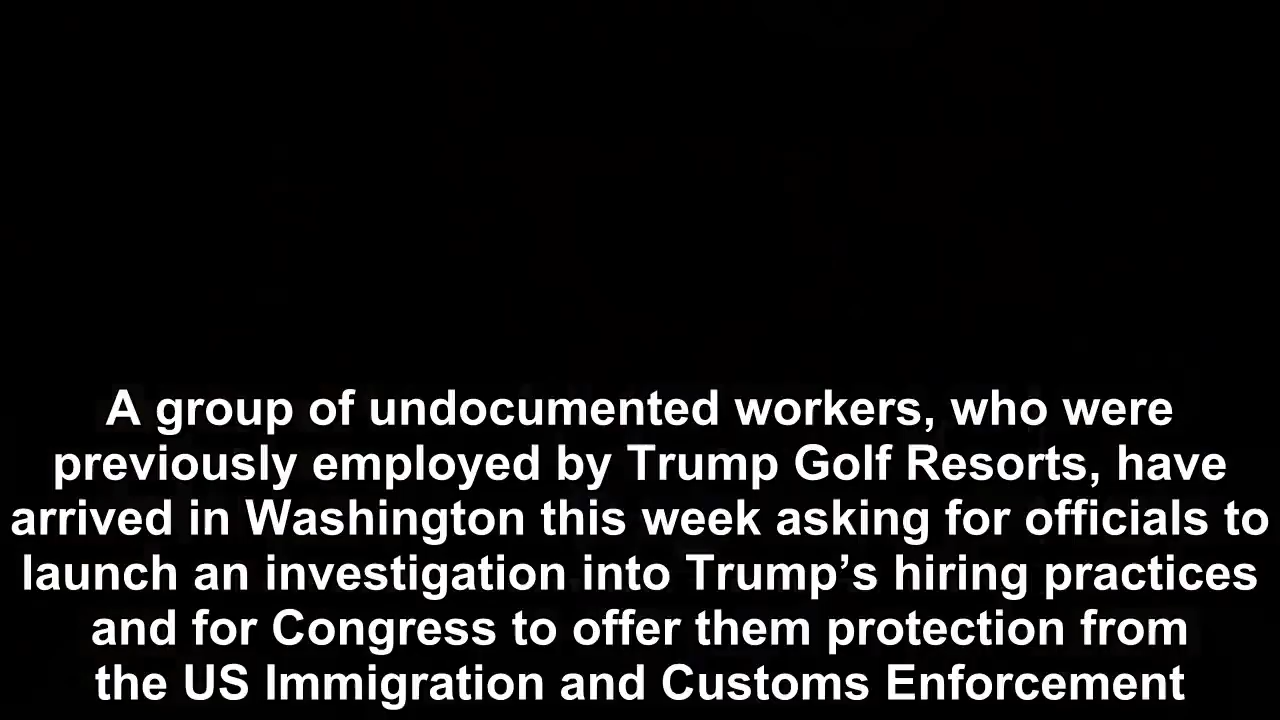 A group of undocumented workers, who were
previously employed by Trump Golf Resorts, have
arrived in Washington this week asking for officials to
launch an investigation into Trump’s hiring practices
and for Congress to offer them protection from
the US Immigration and Customs Enforcement